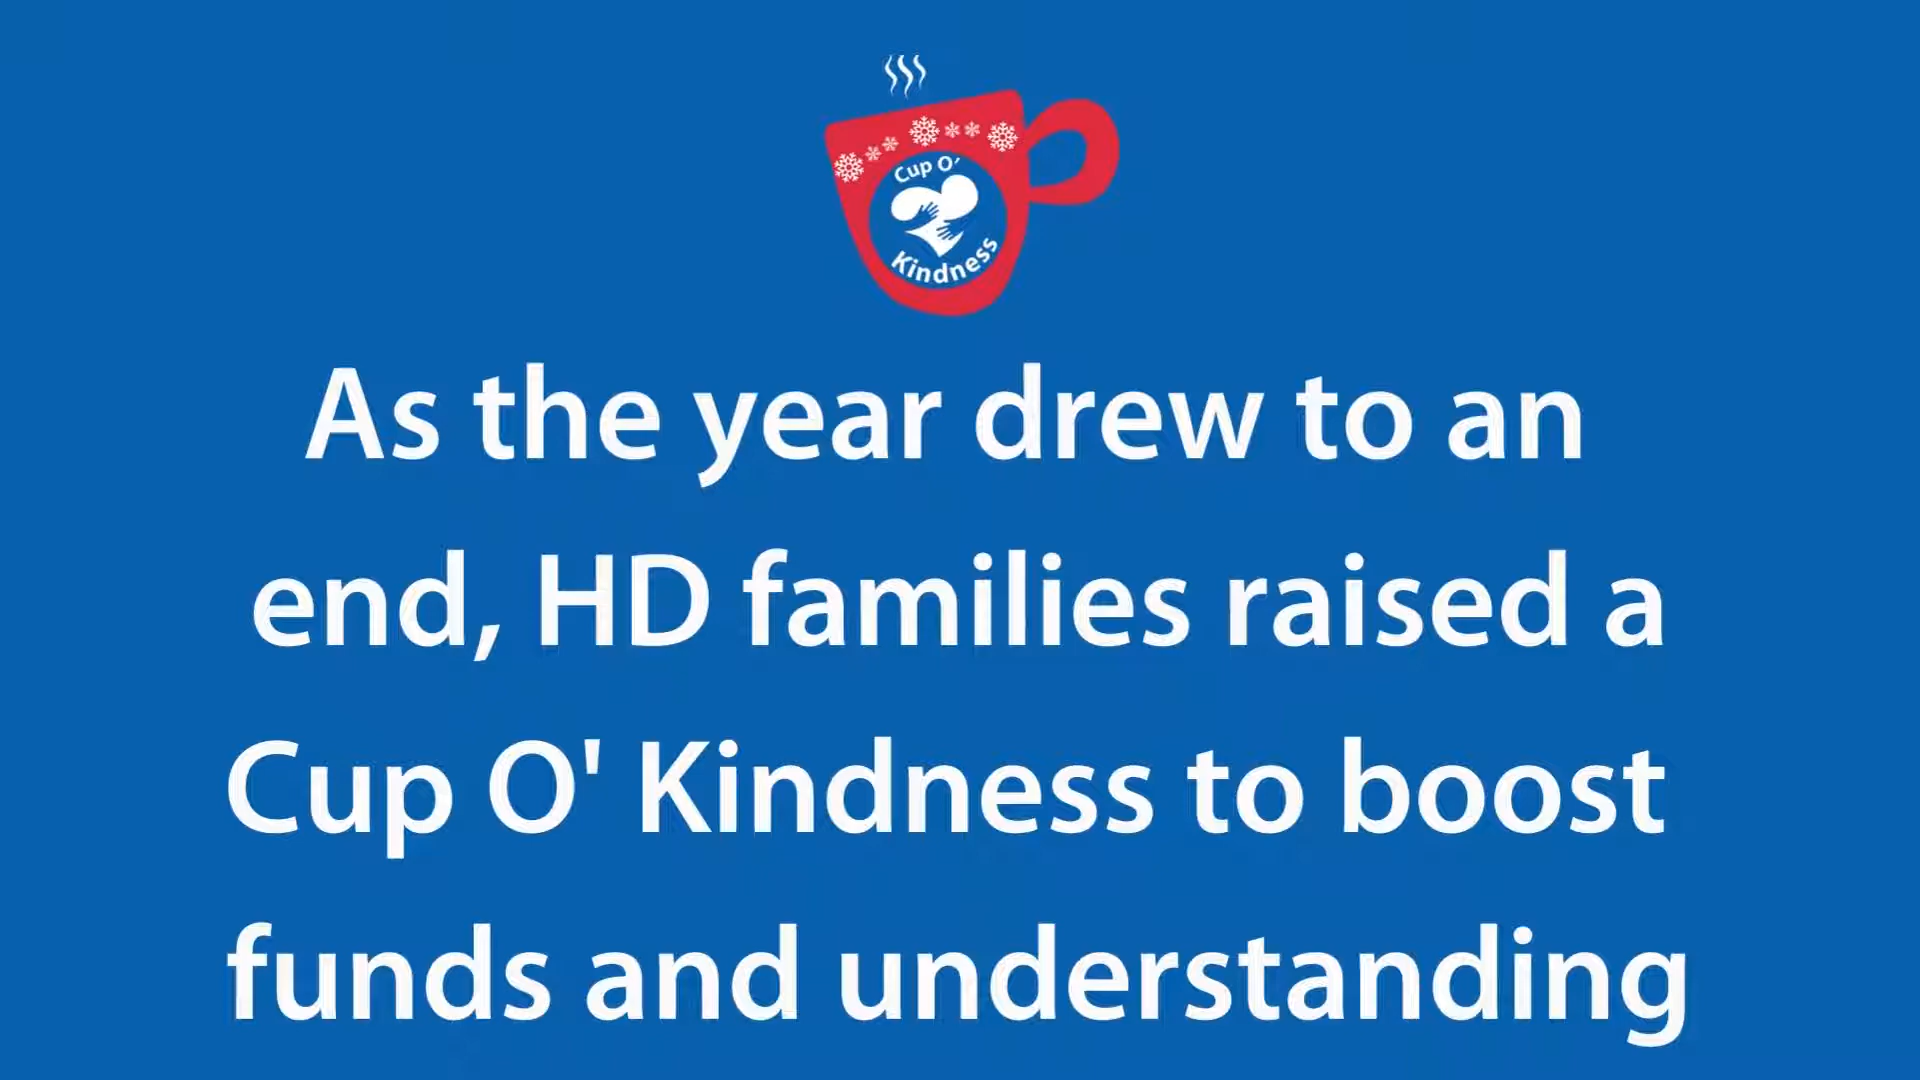 Cup O’
Kindness
As the year drew to an
end, HD families raised a
Cup O' Kindness to boost
funds and understanding